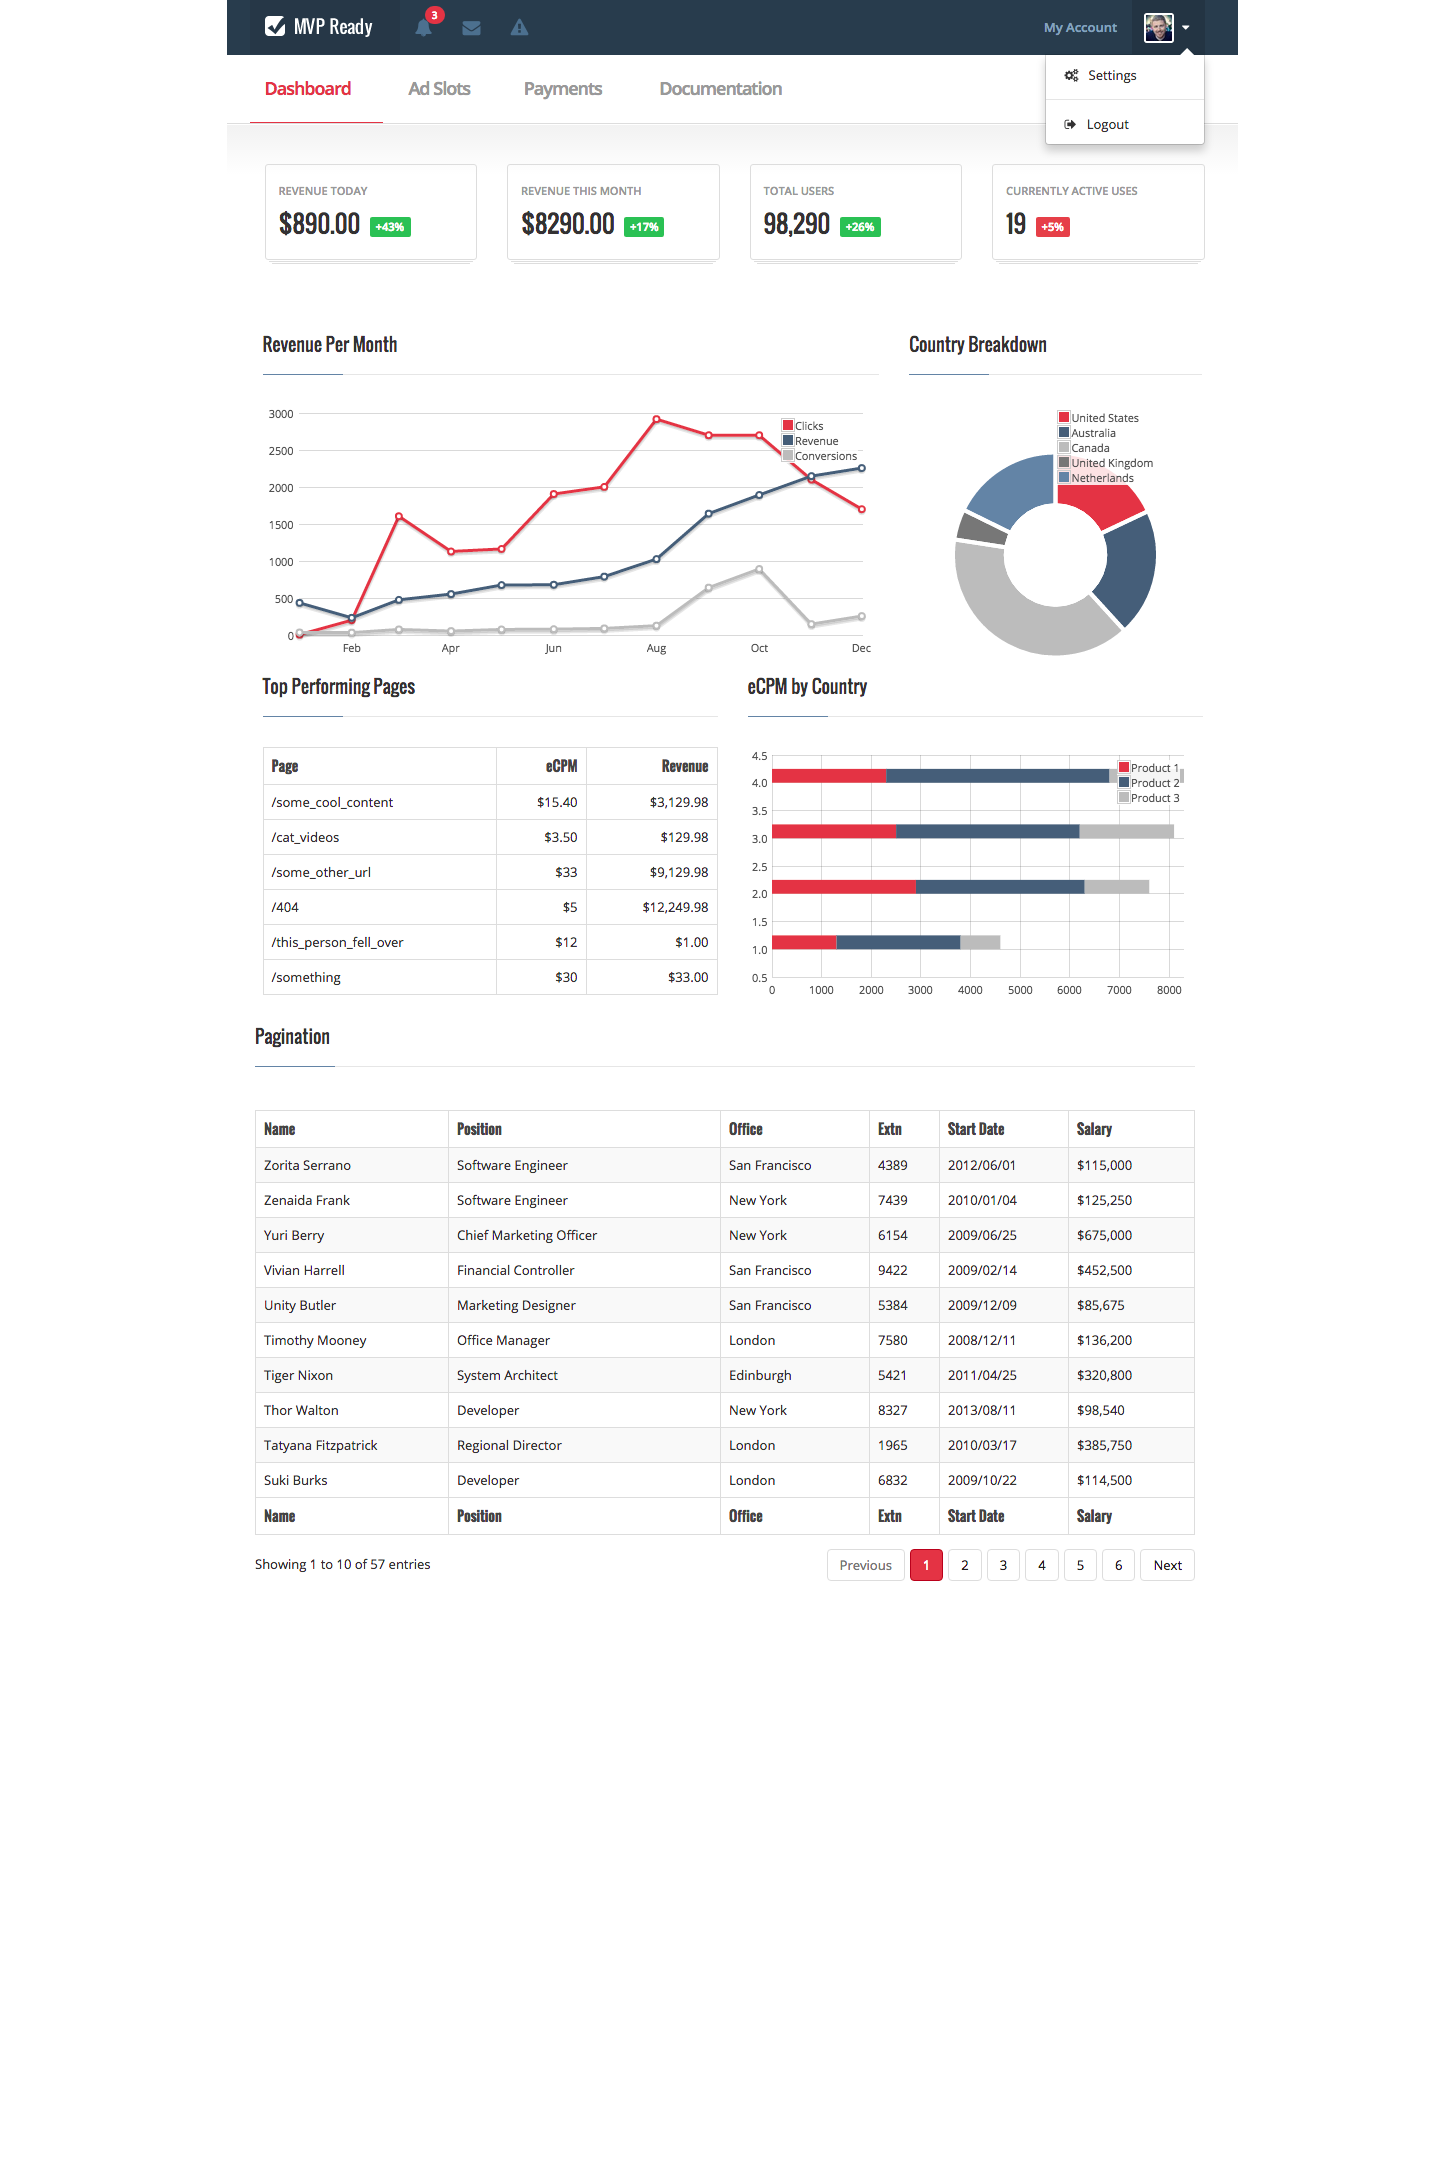 MVP Ready
3
My Account
Settings
Logout
Dashboard Ad Slots Payments Documentation
REVENUE TODAY
$890.00 +43%
REVENUE THIS MONTH
$8290.00 +17%
TOTAL USERS
98,290 +26%
CURRENTLY ACTIVE USES
19 +5%
Revenue Per Month
3000
2500
2000
1500
1000
500
0
Feb Apr Jun Aug Oct Dec
Clicks
Revenue
Conversions
Country Breakdown
United States
Australia
Canada
United Kingdom
Netherlands
Top Performing Pages
Page eCPM Revenue
/some_cool_content $15.40 $3,129.98
/cat_videos $3.50 $129.98
/some_other_url $33 $9,129.98
/404 $5 $12,249.98
/this_person_fell_over $12 $1.00
/something $30 $33.00
eCPM by Country
4.5
4.0
3.5
3.0
2.5
2.0
1.5
1.0
0.5
0 1000 2000 3000 4000 5000 6000 7000 8000
Product 1
Product 2
Product 3
Pagination
Name Position Office Extn Start Date Salary
Zorita Serrano Software Engineer San Francisco 4389 2012/06/01 $115,000
Zenaida Frank Software Engineer New York 7439 2010/01/04 $125,250
Yuri Berry Chief Marketing Officer New York 6154 2009/06/25 $675,000
Vivian Harrell Financial Controller San Francisco 9422 2009/02/14 $452,500
Unity Butler Marketing Designer San Francisco 5384 2009/12/09 $85,675
Timothy Mooney Office Manager London 7580 2008/12/11 $136,200
Tiger Nixon System Architect Edinburgh 5421 2011/04/25 $320,800
Thor Walton Developer New York 8327 2013/08/11 $98,540
Tatyana Fitzpatrick Regional Director London 1965 2010/03/17 $385,750
Suki Burks Developer London 6832 2009/10/22 $114,500
Name Position Office Extn Start Date Salary
Showing 1 to 10 of 57 entries
Previous 1 2 3 4 5 6 Next